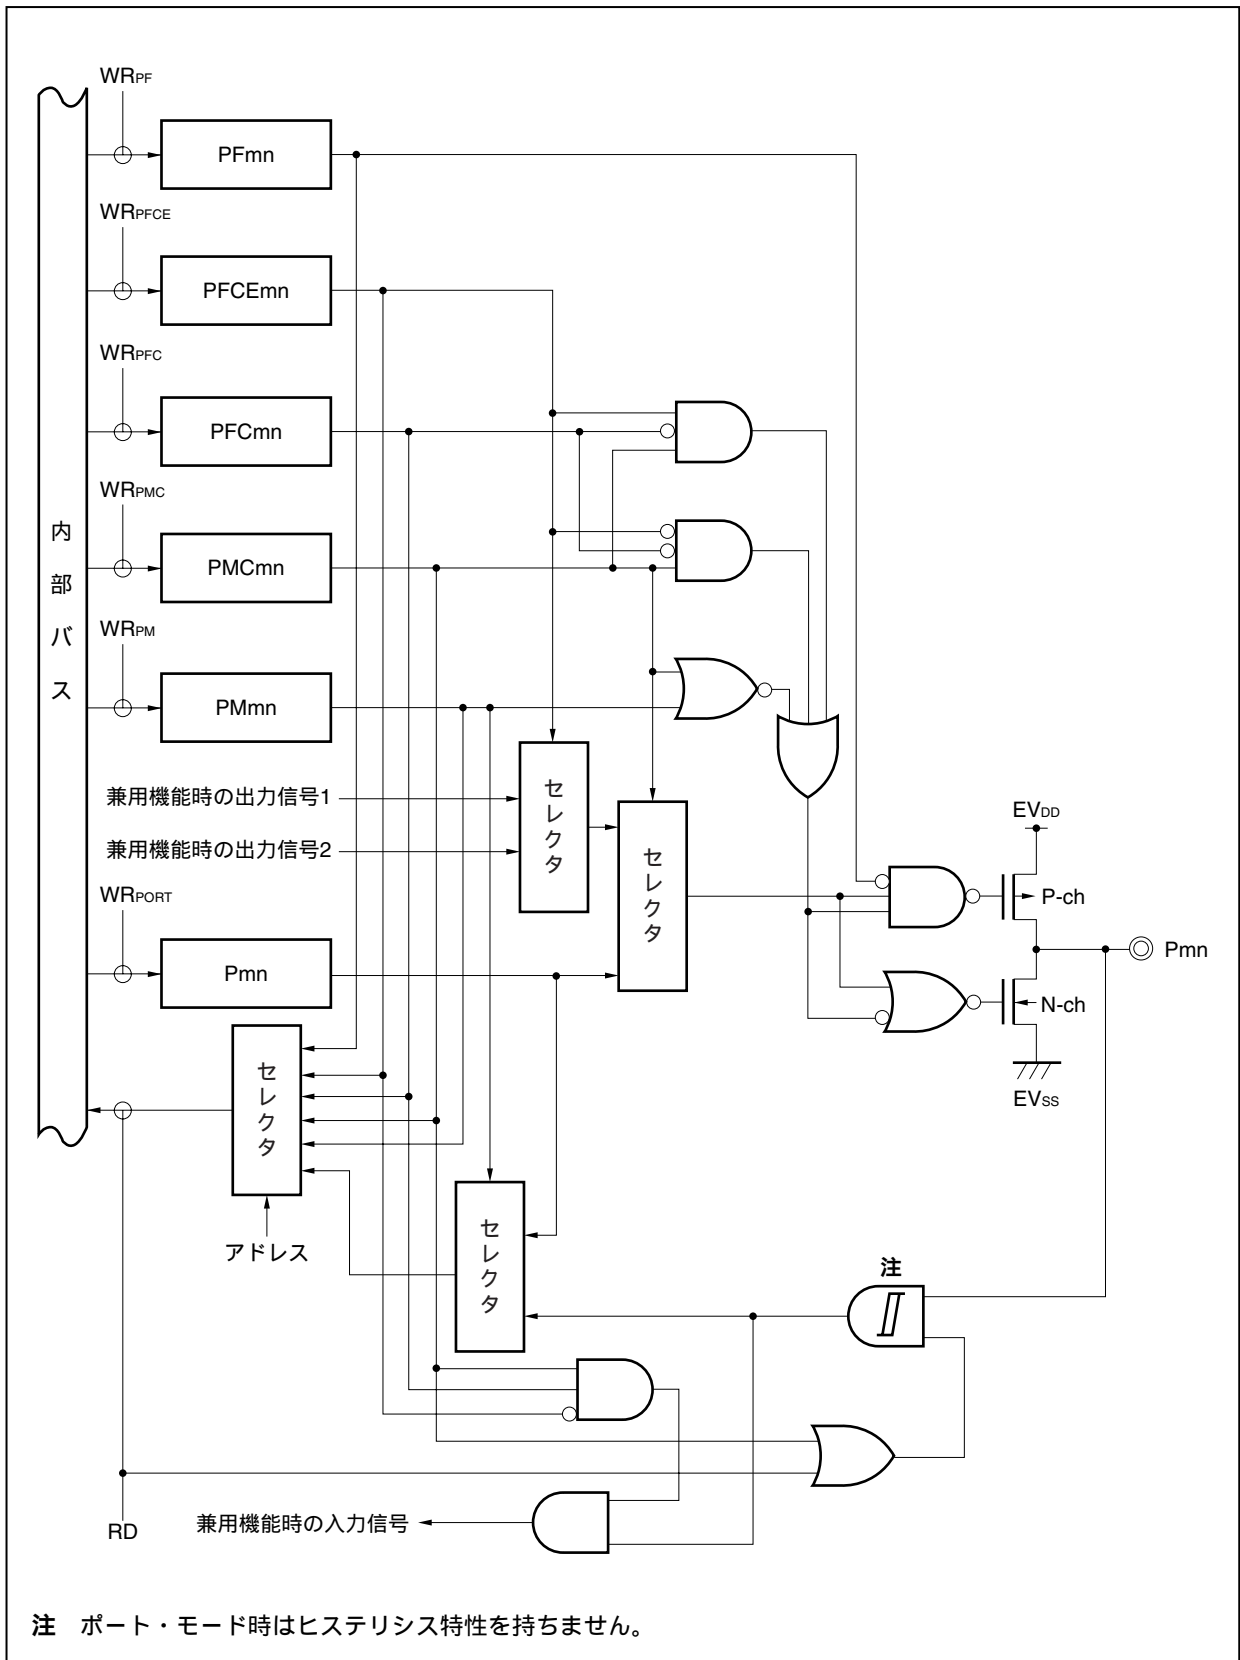 WRPF
PFmn
WRPFCE
PFCEmn
WRPFC
PFCmn
WRPMC
PMCmn
内部バス
WRPM
PMmn
兼用機能時の出力信号1
兼用機能時の出力信号2
セレクタ
セレクタ
WRPORT
Pmn
EVDD
P-ch
Pmn
N-ch
EVSS
セレクタ
アドレス
セレクタ
注
RD
兼用機能時の入力信号
注 ポート・モード時はヒステリシス特性を持ちません。